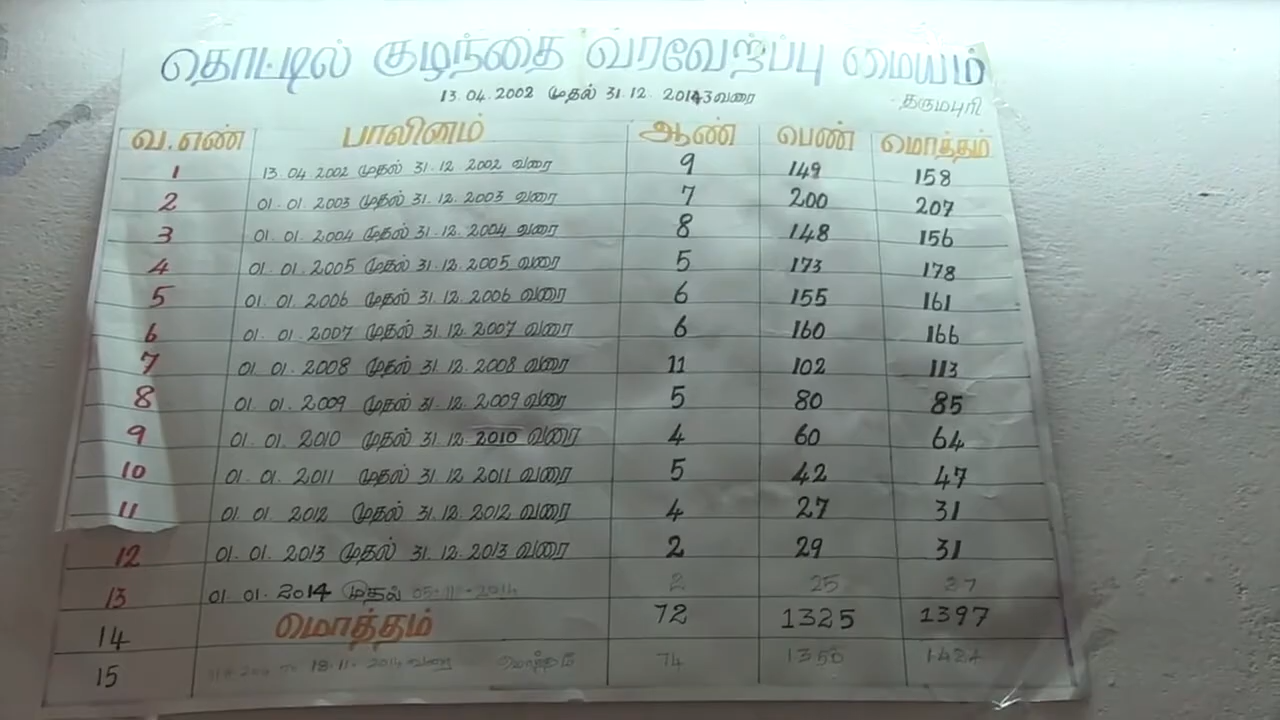 தொட்டில் குழந்தை வரவேற்பு மையம்
13.04.2002 முதல் 31.12.2013 வரை
தருமபுரி
வ.எண் பாலினம் ஆண் பெண் மொத்தம்
1 13.04.2002 முதல் 31.12.2002 வரை 9 149 158
2 01.01.2003 முதல் 31.12.2003 வரை 7 200 207
3 01.01.2004 முதல் 31.12.2004 வரை 8 148 156
4 01.01.2005 முதல் 31.12.2005 வரை 5 173 178
5 01.01.2006 முதல் 31.12.2006 வரை 6 155 161
6 01.01.2007 முதல் 31.12.2007 வரை 6 160 166
7 01.01.2008 முதல் 31.12.2008 வரை 11 102 113
8 01.01.2009 முதல் 31.12.2009 வரை 5 80 85
9 01.01.2010 முதல் 31.12.2010 வரை 4 60 64
10 01.01.2011 முதல் 31.12.2011 வரை 5 42 47
11 01.01.2012 முதல் 31.12.2012 வரை 4 27 31
12 01.01.2013 முதல் 31.12.2013 வரை 2 29 31
13 01.01.2014 முதல் 05-11-2014 2 25 27
14 மொத்தம் 72 1325 1397
15 18-11-2014 வரை மொத்தம் 74 1350 1424